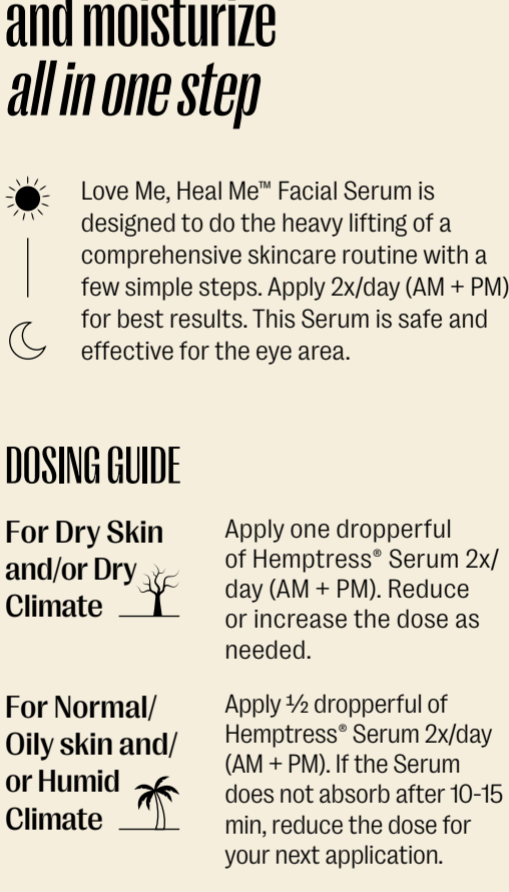 and moisturize
all in one step
Love Me, Heal Me™ Facial Serum is
designed to do the heavy lifting of a
comprehensive skincare routine with a
few simple steps. Apply 2x/day (AM + PM)
for best results. This Serum is safe and
effective for the eye area.
DOSING GUIDE
For Dry Skin
and/or Dry
Climate
Apply one dropperful
of Hemptress® Serum 2x/
day (AM + PM). Reduce
or increase the dose as
needed.
For Normal/
Oily skin and/
or Humid
Climate
Apply ½ dropperful of
Hemptress® Serum 2x/day
(AM + PM). If the Serum
does not absorb after 10-15
min, reduce the dose for
your next application.